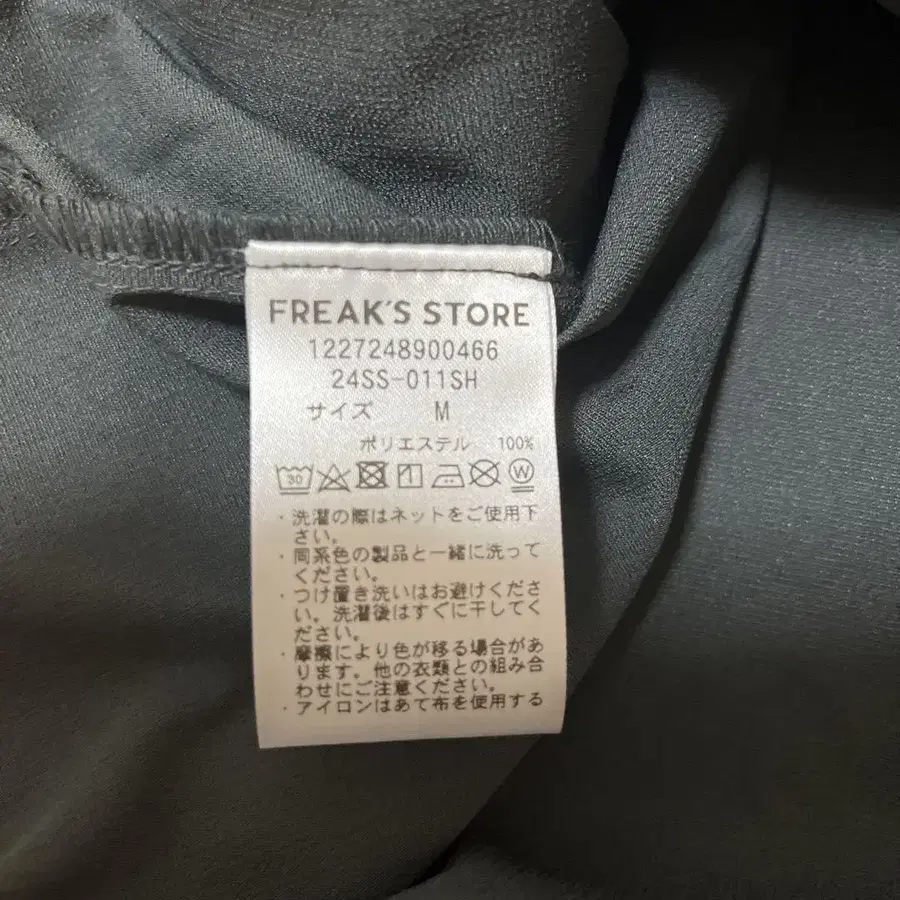 FREAK'S STORE
1227248900466
24SS-011SH
サイズ M
ポリエステル 100%
30 W
・洗濯の際はネットをご使用下
さい。
・同系色の製品と一緒に洗って
ください。
・つけ置き洗いはお避けくださ
い。洗濯後はすぐに干してく
ださい。
・摩擦により色が移る場合があ
ります。他の衣類との組み合
わせにご注意ください。
・アイロンはあて布を使用する